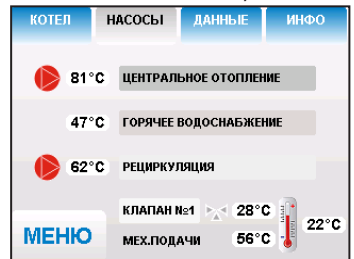 КОТЕЛ НАСОСЫ ДАННЫЕ ИНФО
81°C ЦЕНТРАЛЬНОЕ ОТОПЛЕНИЕ
47°C ГОРЯЧЕЕ ВОДОСНАБЖЕНИЕ
62°C РЕЦИРКУЛЯЦИЯ
КЛАПАН №1 28°C
22°C
МЕНЮ МЕХ.ПОДАЧИ 56°C